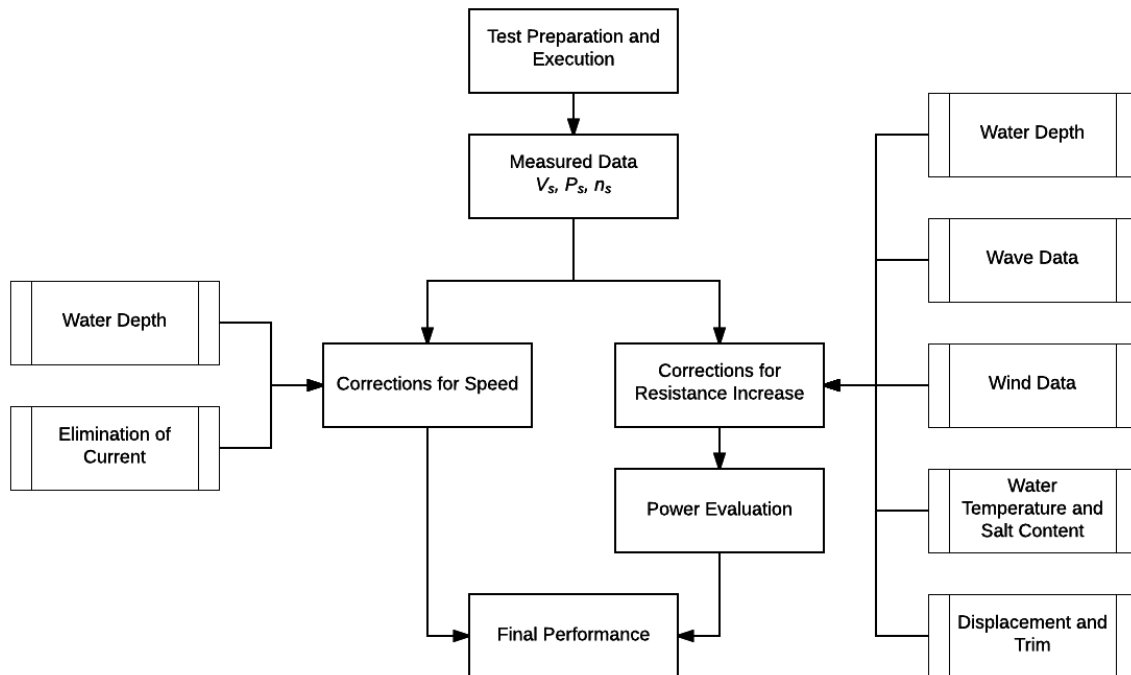 Test Preparation and
Execution
Measured Data
Vₛ, Pₛ, nₛ
Water Depth
Elimination of
Current
Corrections for Speed
Corrections for
Resistance Increase
Power Evaluation
Final Performance
Water Depth
Wave Data
Wind Data
Water
Temperature and
Salt Content
Displacement and
Trim